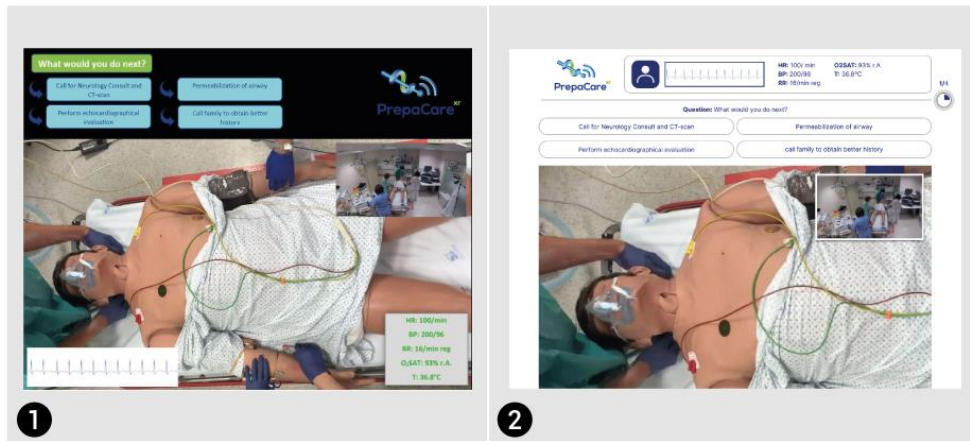 What would you do next?
Call for Neurology Consult and
CT-scan
Permeabilization of airway
Perform echocardiographical
evaluation
Call family to obtain better
history
PrepaCare xr
HR: 100/min
BP: 200/96
RR: 16/min reg
O₂SAT: 93% r.A.
T: 36.8°C
1
PrepaCare
HR: 100/ min
O2SAT: 93% r.A.
BP: 200/96
T: 36.8°C
RR: 16/min reg
Question: What would you do next?
Call for Neurology Consult and CT-scan
Permeabilization of airway
Perform echocardiographical evaluation
call family to obtain better history
2